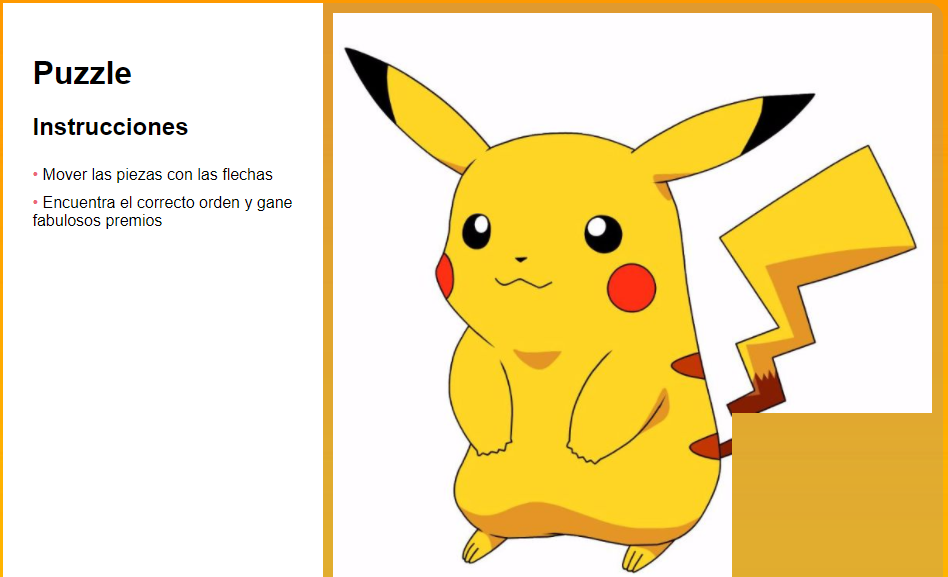 Puzzle
Instrucciones
• Mover las piezas con las flechas
• Encuentra el correcto orden y gane
fabulosos premios